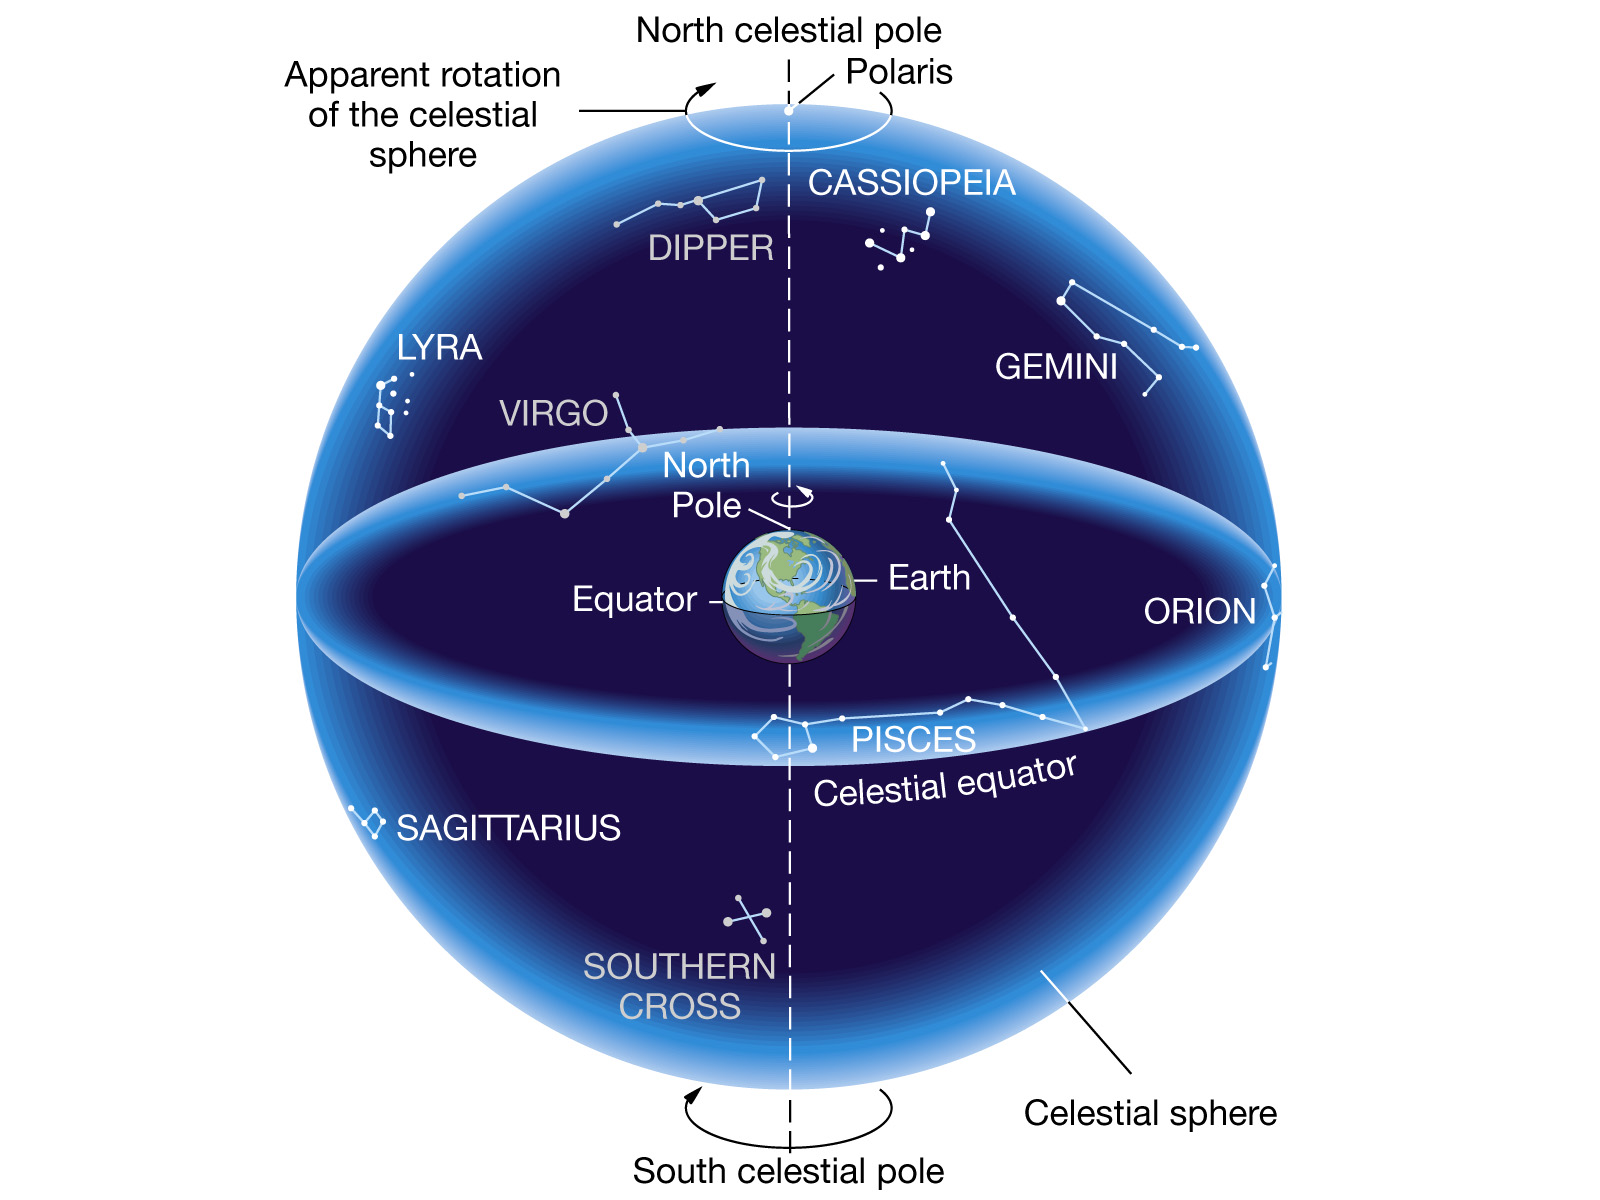 North celestial pole
Polaris
Apparent rotation
of the celestial
sphere
CASSIOPEIA
DIPPER
LYRA
GEMINI
VIRGO
North
Pole
Earth
Equator
ORION
PISCES
Celestial equator
SAGITTARIUS
SOUTHERN
CROSS
Celestial sphere
South celestial pole